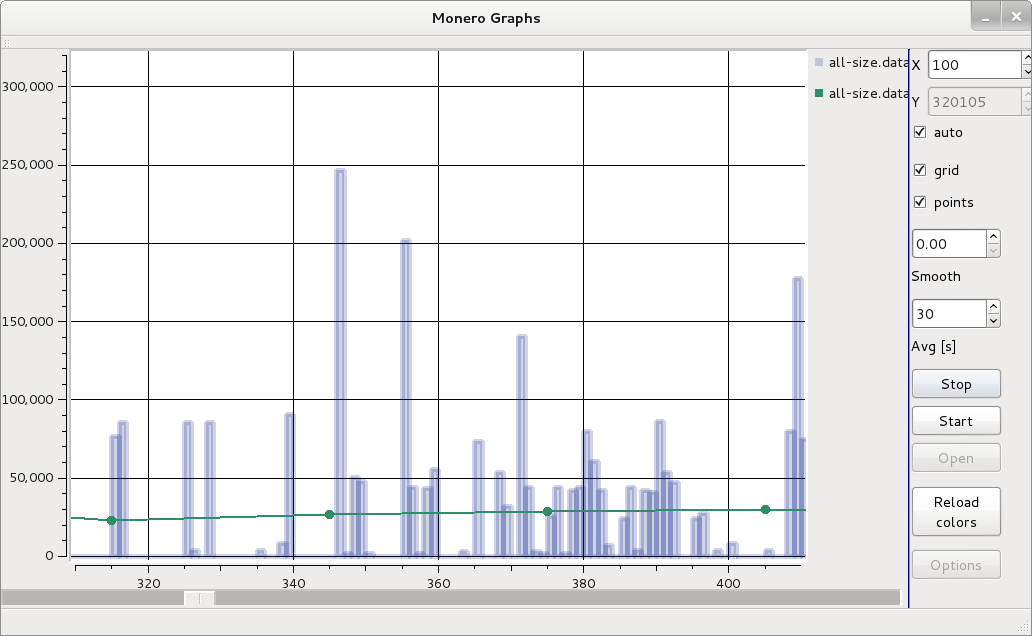 Monero Graphs
300,000
250,000
200,000
150,000
100,000
50,000
0
320 340 360 380 400
all-size.data
all-size.data
X 100
Y 320105
auto
grid
points
0.00
Smooth
30
Avg [s]
Stop
Start
Open
Reload
colors
Options